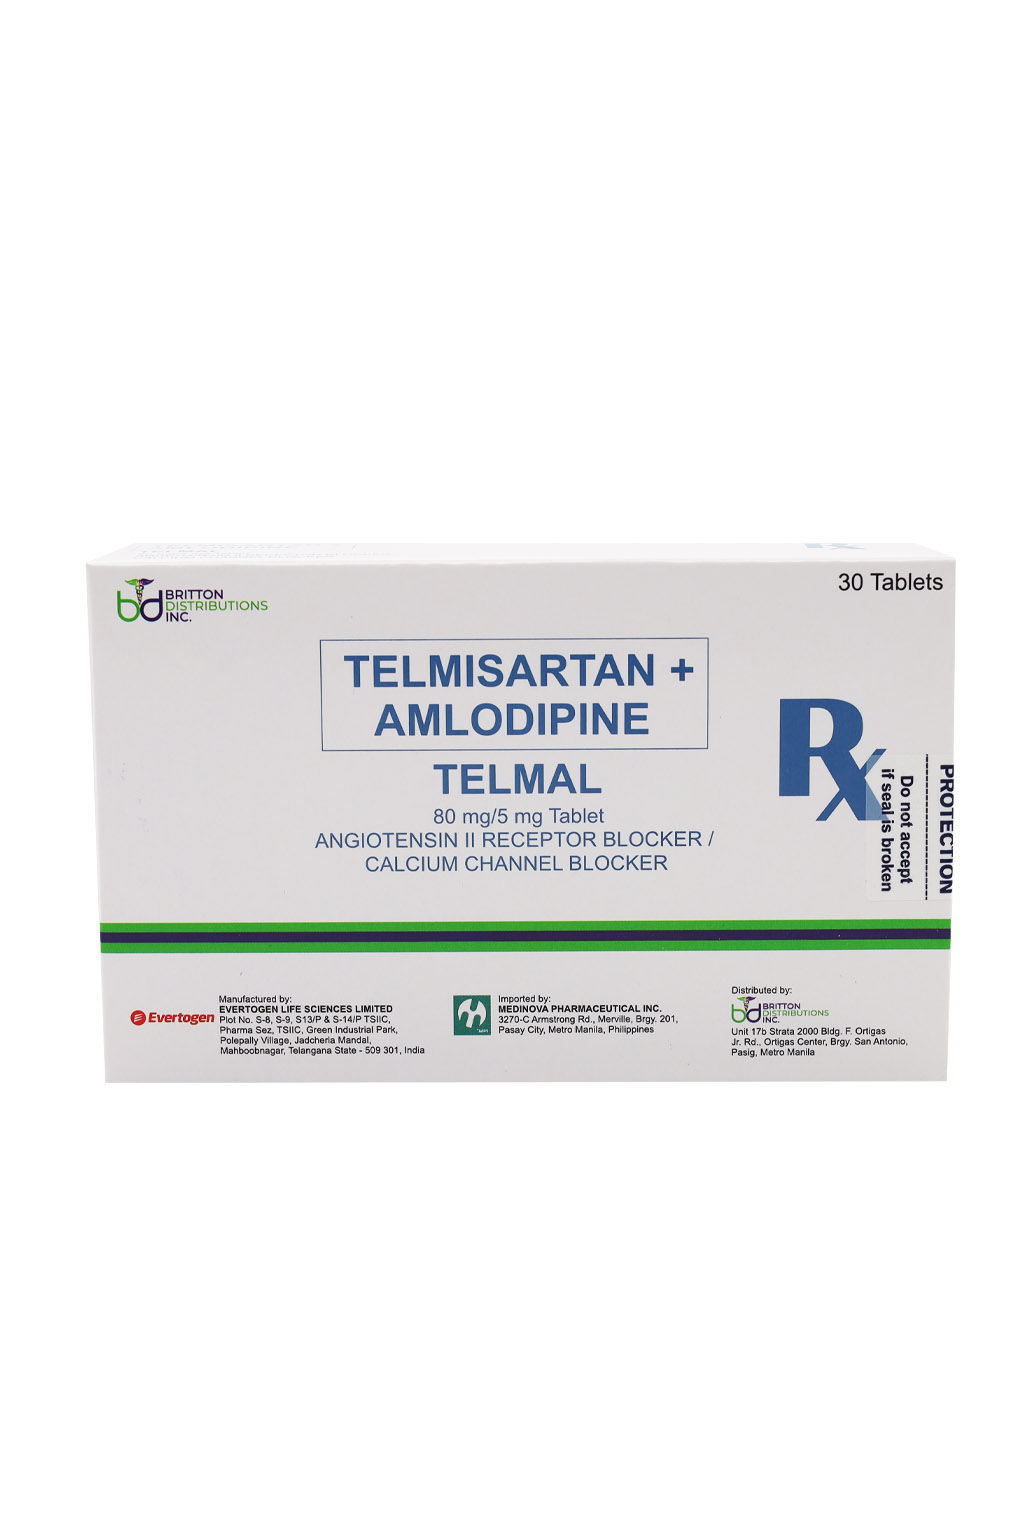 TELMAL
BRITTON
DISTRIBUTIONS
INC.
30 Tablets
TELMISARTAN +
AMLODIPINE
TELMAL
80 mg/5 mg Tablet
ANGIOTENSIN II RECEPTOR BLOCKER /
CALCIUM CHANNEL BLOCKER
Rx
PROTECTION
Do not accept
if seal is broken
Evertogen
Manufactured by:
EVERTOGEN LIFE SCIENCES LIMITED
Plot No. S-8, S-9, S13/P & S-14/P TSIIC,
Pharma Sez, TSIIC, Green Industrial Park,
Polepally Village, Jadcherla Mandal,
Mahboobnagar, Telangana State - 509 301, India
Imported by:
MEDINOVA PHARMACEUTICAL INC.
3270-C Armstrong Rd., Merville, Brgy. 201,
Pasay City, Metro Manila, Philippines
Distributed by:
BRITTON
DISTRIBUTIONS
INC.
Unit 17b Strata 2000 Bldg. F. Ortigas
Jr. Rd., Ortigas Center, Brgy. San Antonio,
Pasig, Metro Manila